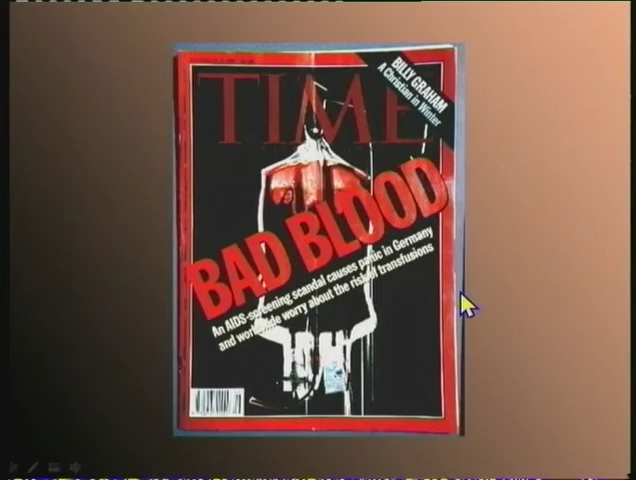 BILLY GRAHAM
A Christian in Winter
TIME
BAD BLOOD
An AIDS-screening scandal causes panic in Germany
and worldwide worry about the risk of transfusions